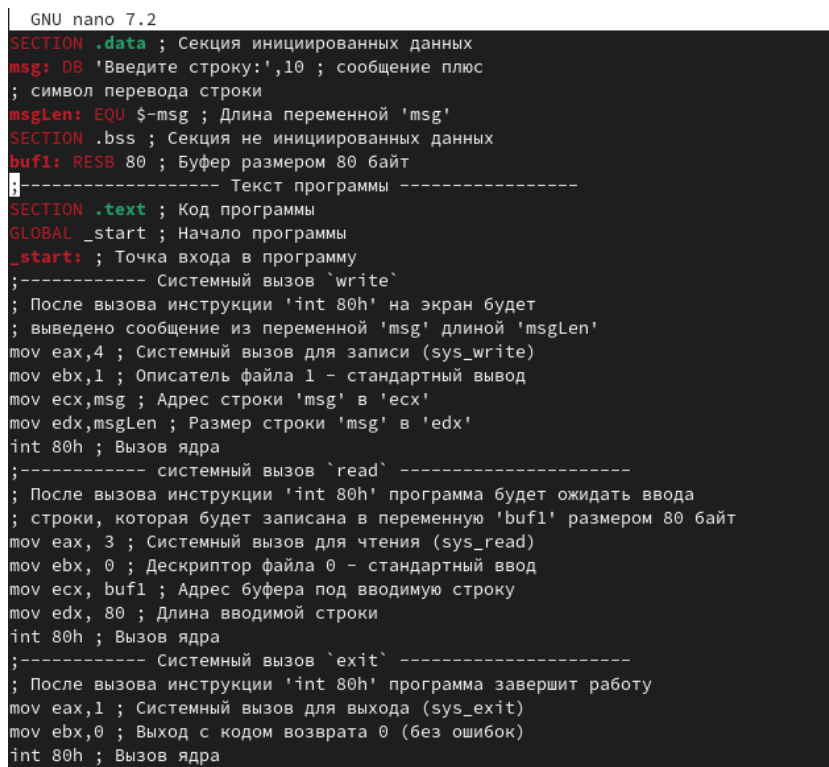 GNU nano 7.2
SECTION .data ; Секция инициированных данных
msg: DB 'Введите строку:',10 ; сообщение плюс
; символ перевода строки
msgLen: EQU $-msg ; Длина переменной 'msg'
SECTION .bss ; Секция не инициированных данных
buf1: RESB 80 ; Буфер размером 80 байт
;------------------- Текст программы -----------------
SECTION .text ; Код программы
GLOBAL _start ; Начало программы
_start: ; Точка входа в программу
;------------ Системный вызов `write`
; После вызова инструкции 'int 80h' на экран будет
; выведено сообщение из переменной 'msg' длиной 'msgLen'
mov eax,4 ; Системный вызов для записи (sys_write)
mov ebx,1 ; Описатель файла 1 - стандартный вывод
mov ecx,msg ; Адрес строки 'msg' в 'ecx'
mov edx,msgLen ; Размер строки 'msg' в 'edx'
int 80h ; Вызов ядра
;------------ системный вызов `read` ----------------------
; После вызова инструкции 'int 80h' программа будет ожидать ввода
; строки, которая будет записана в переменную 'buf1' размером 80 байт
mov eax, 3 ; Системный вызов для чтения (sys_read)
mov ebx, 0 ; Дескриптор файла 0 - стандартный ввод
mov ecx, buf1 ; Адрес буфера под вводимую строку
mov edx, 80 ; Длина вводимой строки
int 80h ; Вызов ядра
;------------ Системный вызов `exit` ----------------------
; После вызова инструкции 'int 80h' программа завершит работу
mov eax,1 ; Системный вызов для выхода (sys_exit)
mov ebx,0 ; Выход с кодом возврата 0 (без ошибок)
int 80h ; Вызов ядра